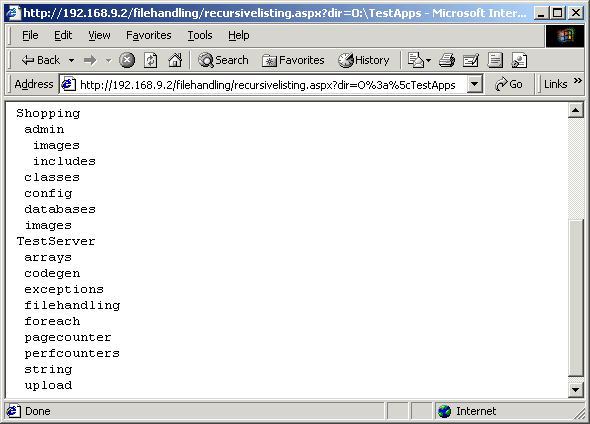 http://192.168.9.2/filehandling/recursivelisting.aspx?dir=O:\TestApps - Microsoft Inter...
File Edit View Favorites Tools Help
Back Search Favorites History
Address http://192.168.9.2/filehandling/recursivelisting.aspx?dir=O%3a%5cTestApps Go Links »
Shopping
admin
images
includes
classes
config
databases
images
TestServer
arrays
codegen
exceptions
filehandling
foreach
pagecounter
perfcounters
string
upload
Done Internet